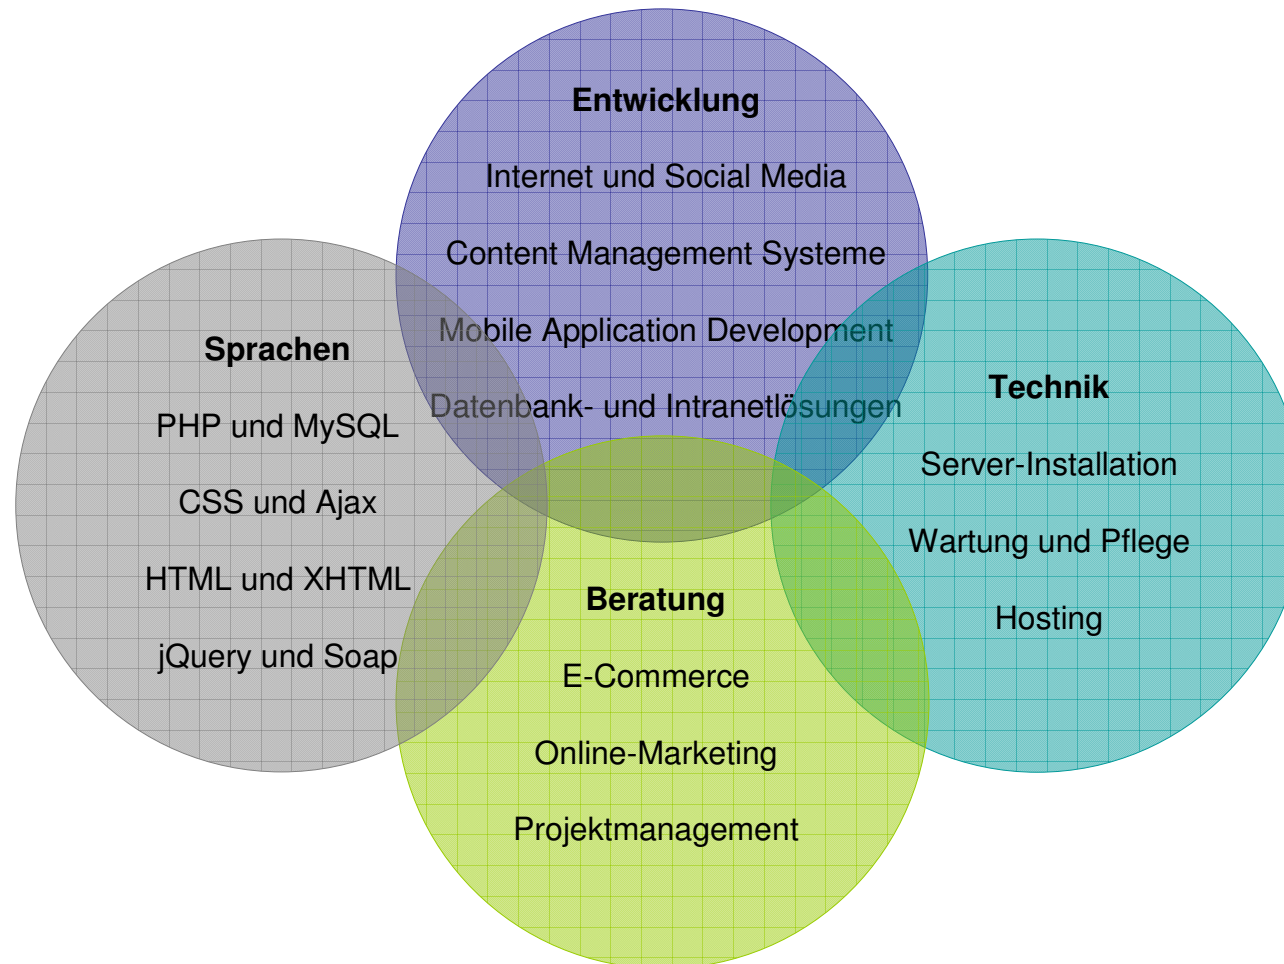 Entwicklung
Internet und Social Media
Content Management Systeme
Mobile Application Development
Datenbank- und Intranetlösungen
Sprachen
PHP und MySQL
CSS und Ajax
HTML und XHTML
jQuery und Soap
Technik
Server-Installation
Wartung und Pflege
Hosting
Beratung
E-Commerce
Online-Marketing
Projektmanagement